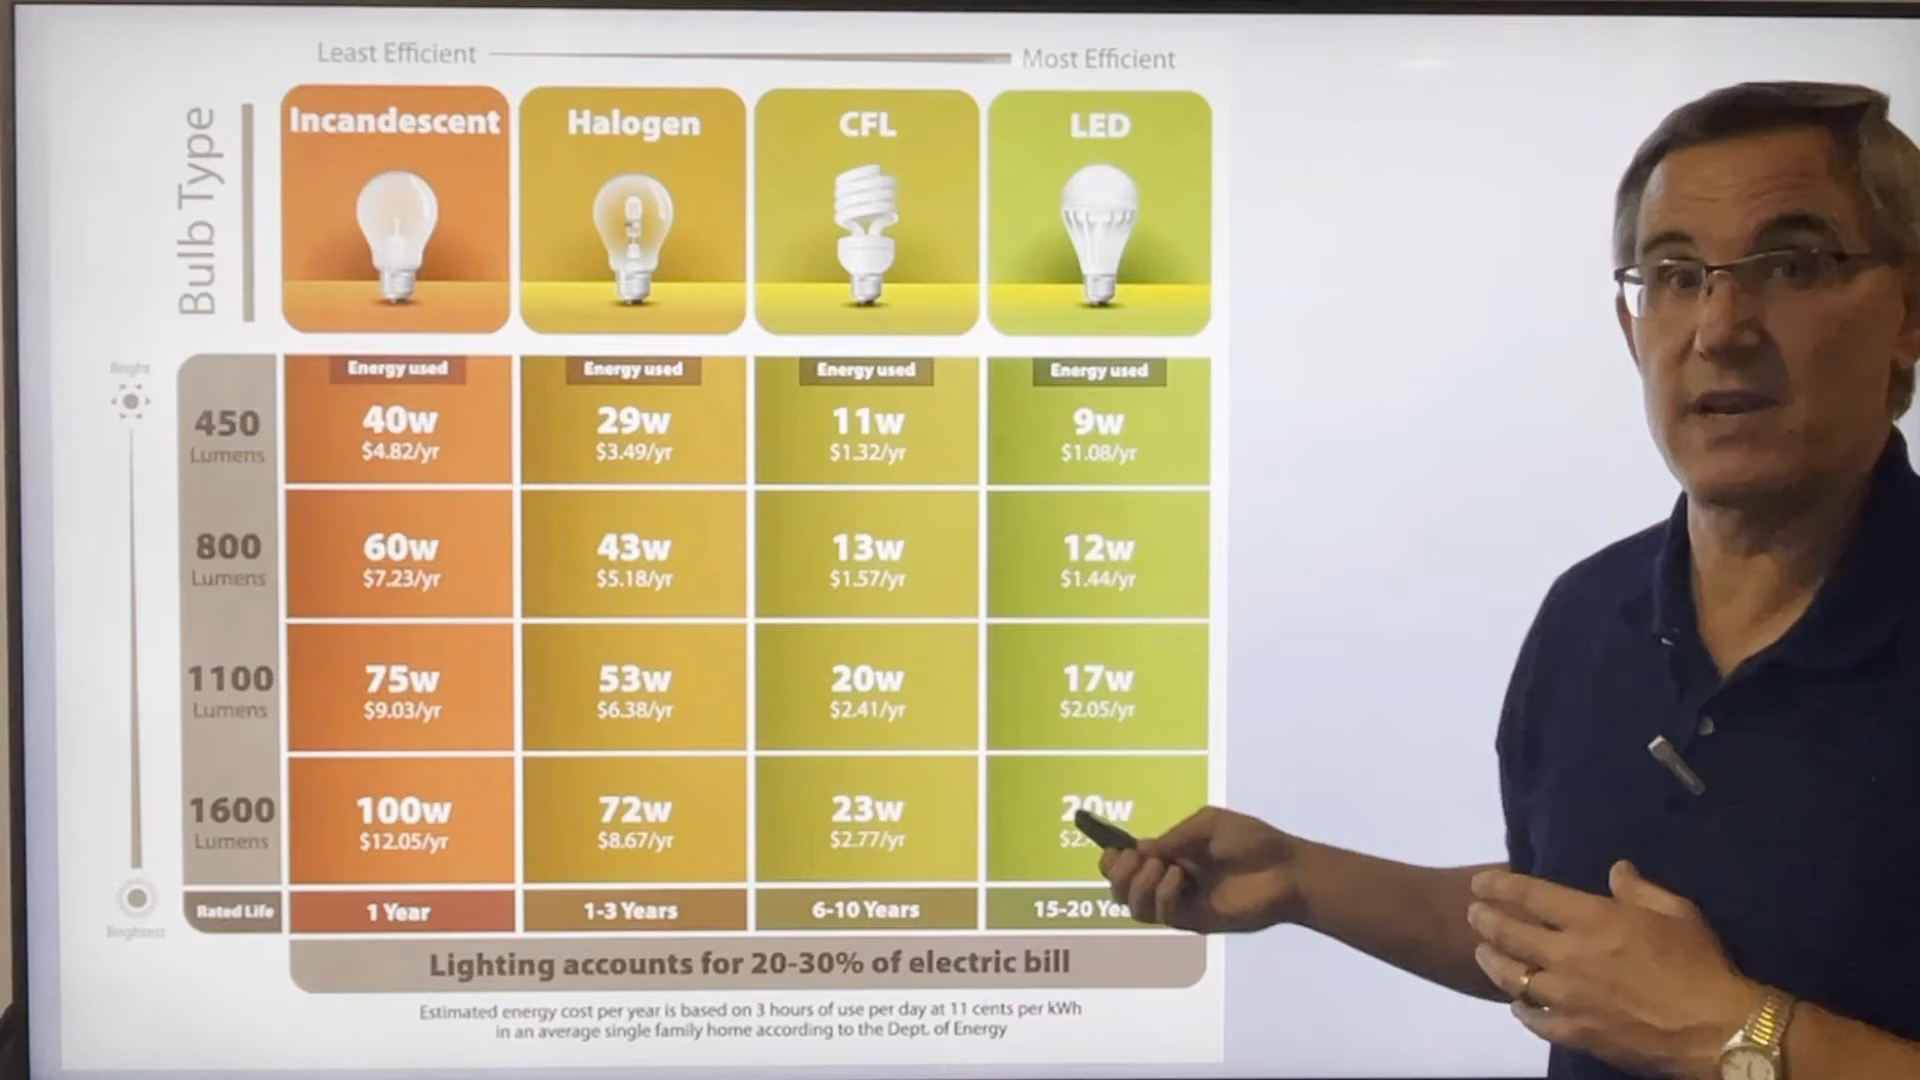 Least Efficient Most Efficient
Bulb Type
Incandescent Halogen CFL LED
Bright
Energy used Energy used Energy used Energy used
450 40w 29w 11w 9w
Lumens $4.82/yr $3.49/yr $1.32/yr $1.08/yr
800 60w 43w 13w 12w
Lumens $7.23/yr $5.18/yr $1.57/yr $1.44/yr
1100 75w 53w 20w 17w
Lumens $9.03/yr $6.38/yr $2.41/yr $2.05/yr
1600 100w 72w 23w 20w
Lumens $12.05/yr $8.67/yr $2.77/yr
Brightest
Rated Life 1 Year 1-3 Years 6-10 Years 15-20
Lighting accounts for 20-30% of electric bill
Estimated energy cost per year is based on 3 hours of use per day at 11 cents per kWh
in an average single family home according to the Dept. of Energy